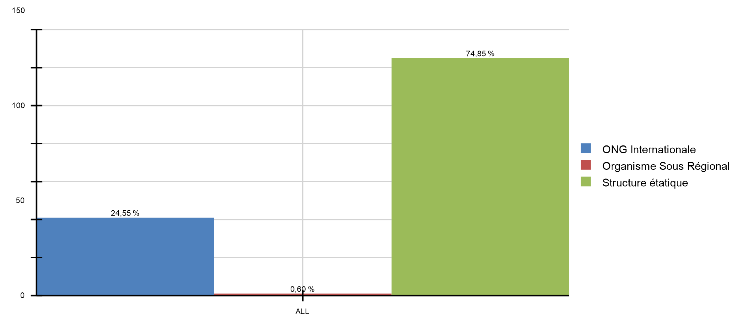 150
100
50
0
74,85 %
24,55 %
0,60 %
ALL
ONG Internationale
Organisme Sous Régional
Structure étatique